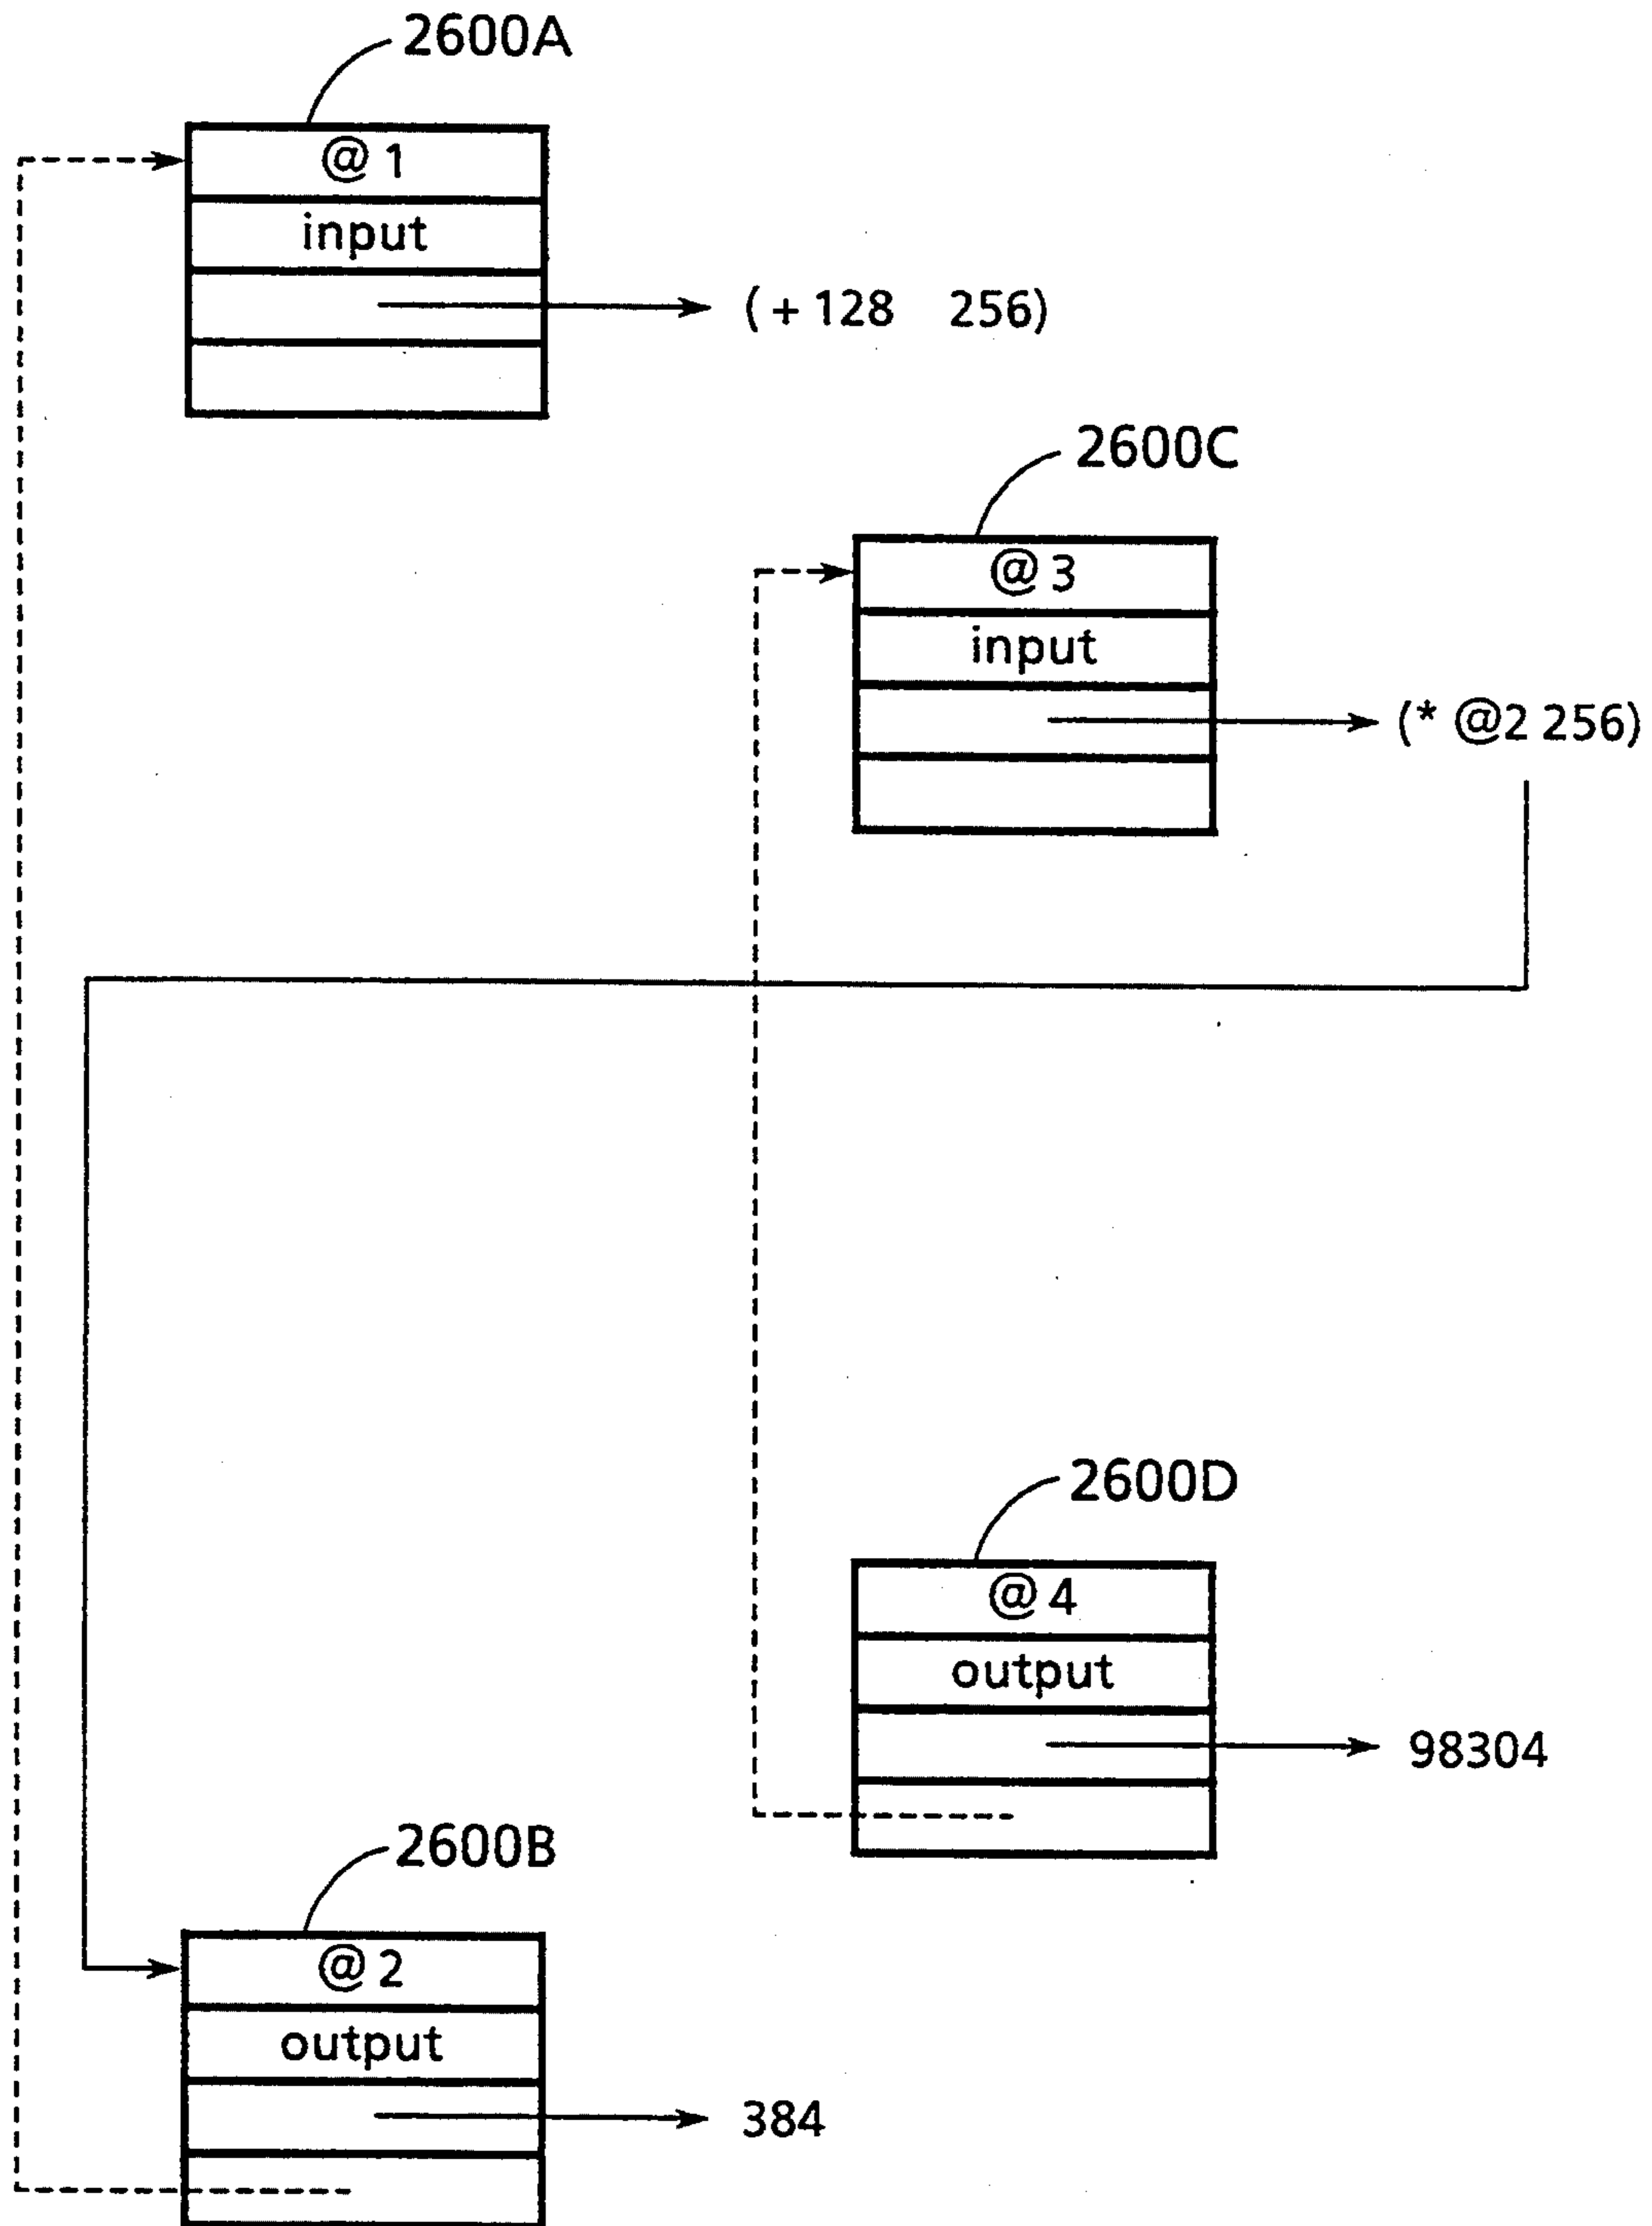 2600A
@ 1
input
( + 128 256)
2600C
@ 3
input
(* @2 256)
2600D
@ 4
output
98304
2600B
@ 2
output
384